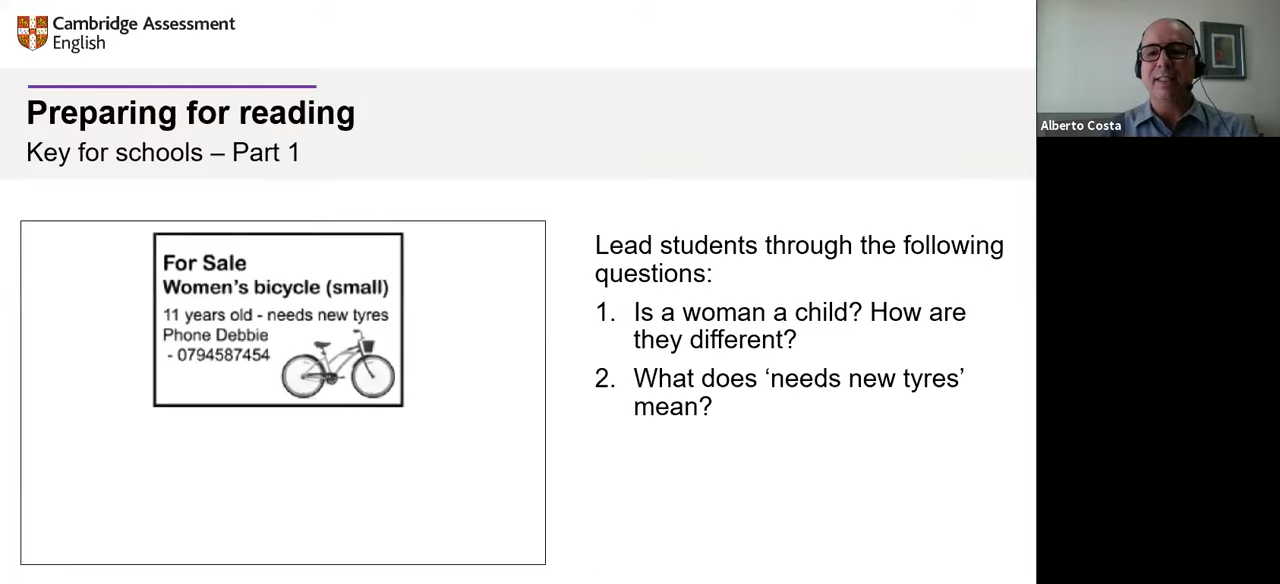 Cambridge Assessment
English
Preparing for reading
Key for schools – Part 1
For Sale
Women's bicycle (small)
11 years old - needs new tyres
Phone Debbie
- 0794587454
Lead students through the following
questions:
1. Is a woman a child? How are
they different?
2. What does ‘needs new tyres’
mean?
Alberto Costa